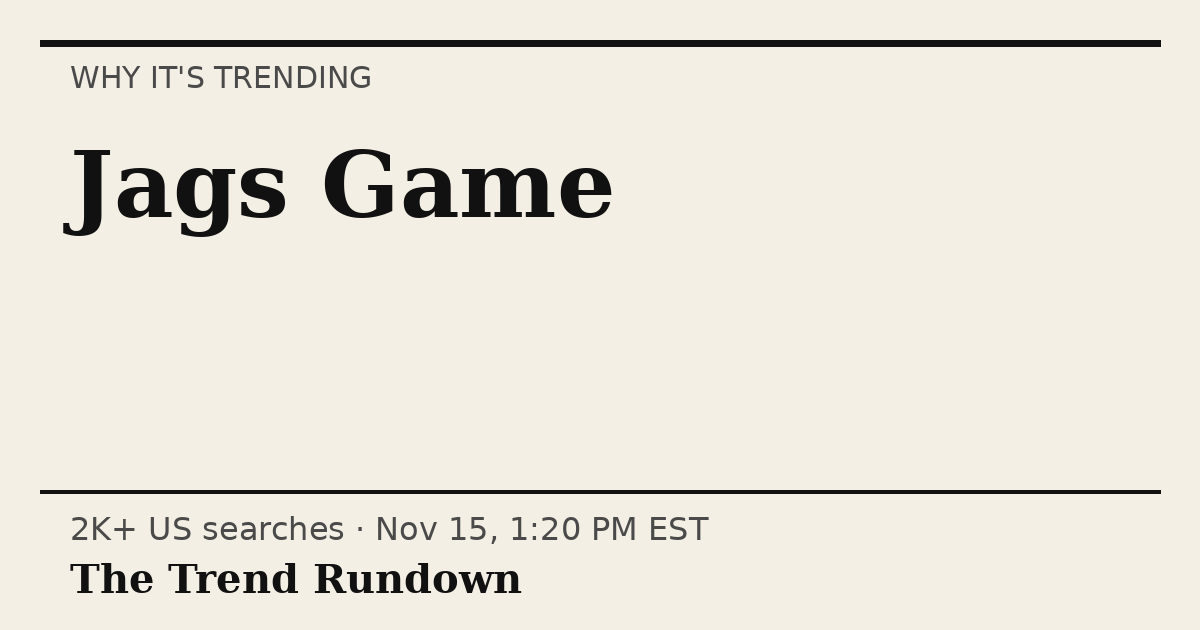 WHY IT'S TRENDING
Jags Game
2K+ US searches · Nov 15, 1:20 PM EST
The Trend Rundown